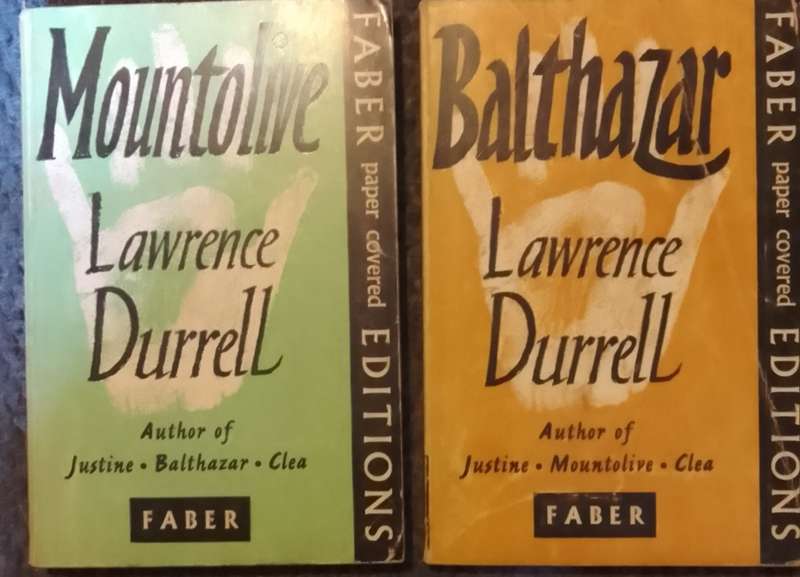 Mountolive
Lawrence
Durrell
Author of
Justine • Balthazar • Clea
FABER
FABER paper covered EDITIONS
Balthazar
Lawrence
Durrell
Author of
Justine • Mountolive • Clea
FABER
FABER paper covered EDITIONS